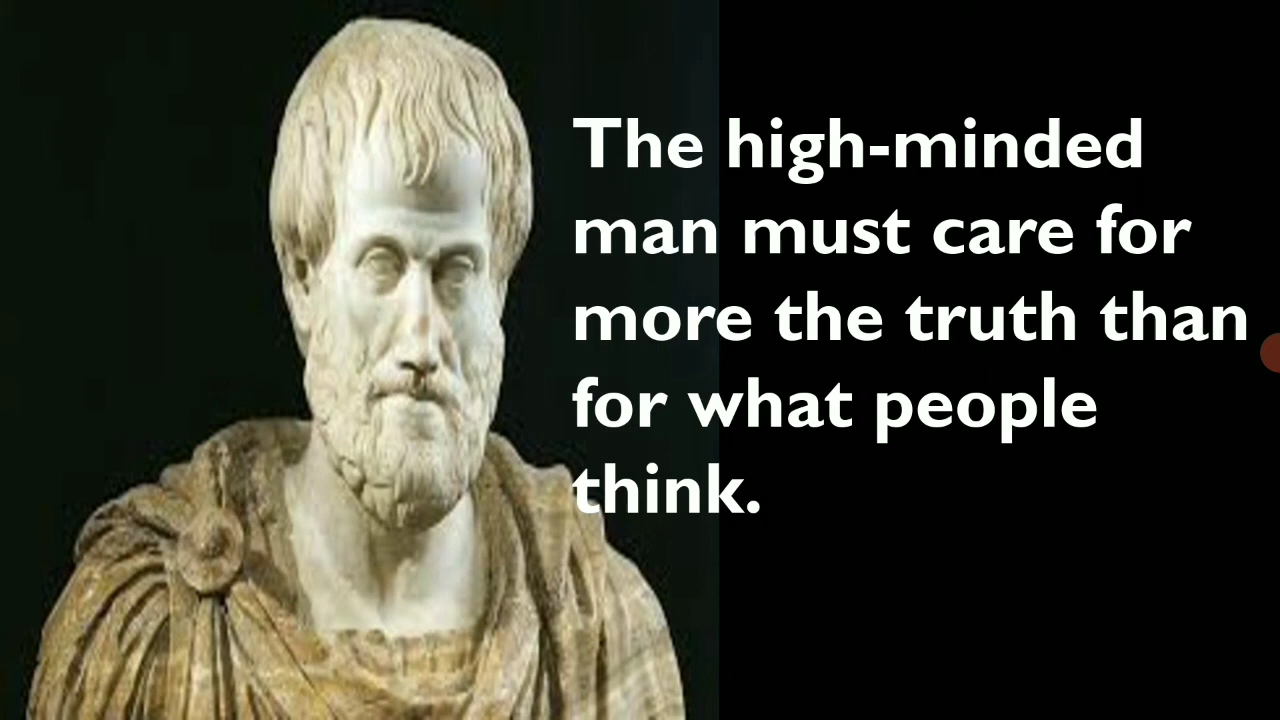 The high-minded
man must care for
more the truth than
for what people
think.